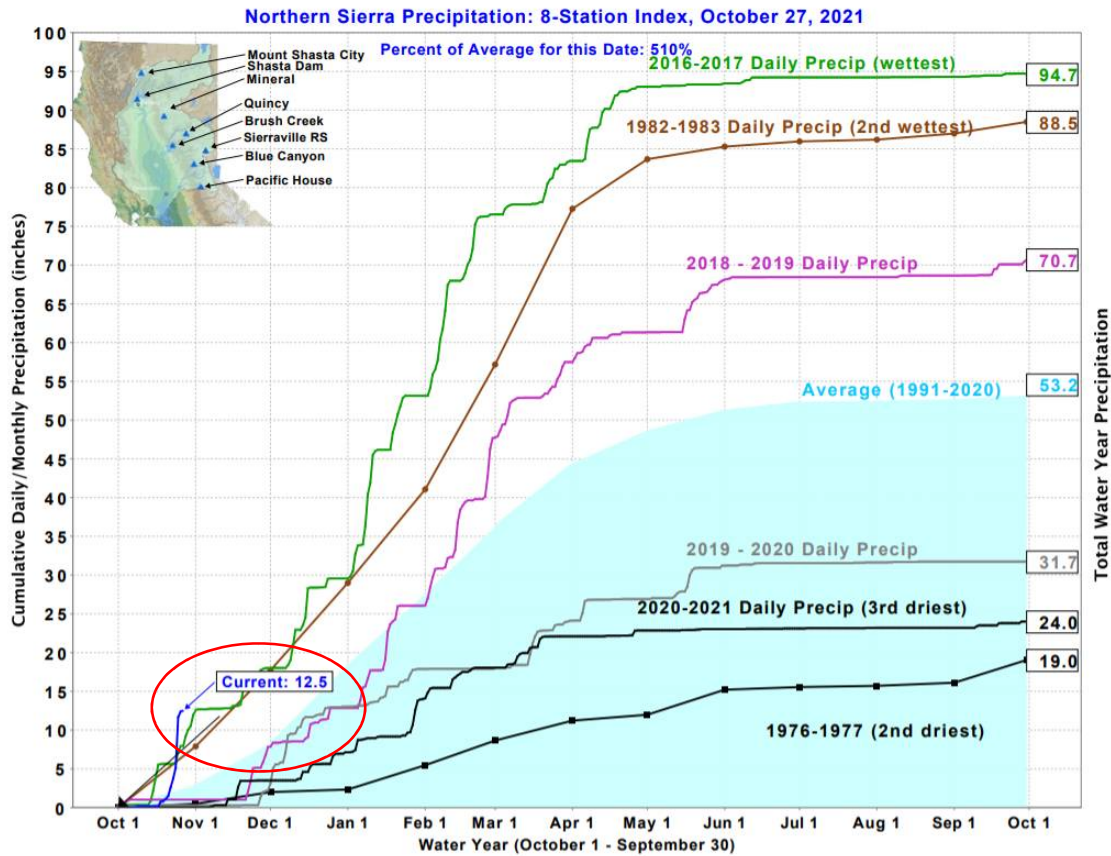 Northern Sierra Precipitation: 8-Station Index, October 27, 2021
Percent of Average for this Date: 510%
Mount Shasta City
Shasta Dam
Mineral
Quincy
Brush Creek
Sierraville RS
Blue Canyon
Pacific House
2016-2017 Daily Precip (wettest)
94.7
1982-1983 Daily Precip (2nd wettest)
88.5
2018 - 2019 Daily Precip
70.7
Average (1991-2020)
53.2
2019 - 2020 Daily Precip
31.7
2020-2021 Daily Precip (3rd driest)
24.0
19.0
1976-1977 (2nd driest)
Current: 12.5
Cumulative Daily/Monthly Precipitation (inches)
100
95
90
85
80
75
70
65
60
55
50
45
40
35
30
25
20
15
10
5
0
Total Water Year Precipitation
Oct 1 Nov 1 Dec 1 Jan 1 Feb 1 Mar 1 Apr 1 May 1 Jun 1 Jul 1 Aug 1 Sep 1 Oct 1
Water Year (October 1 - September 30)